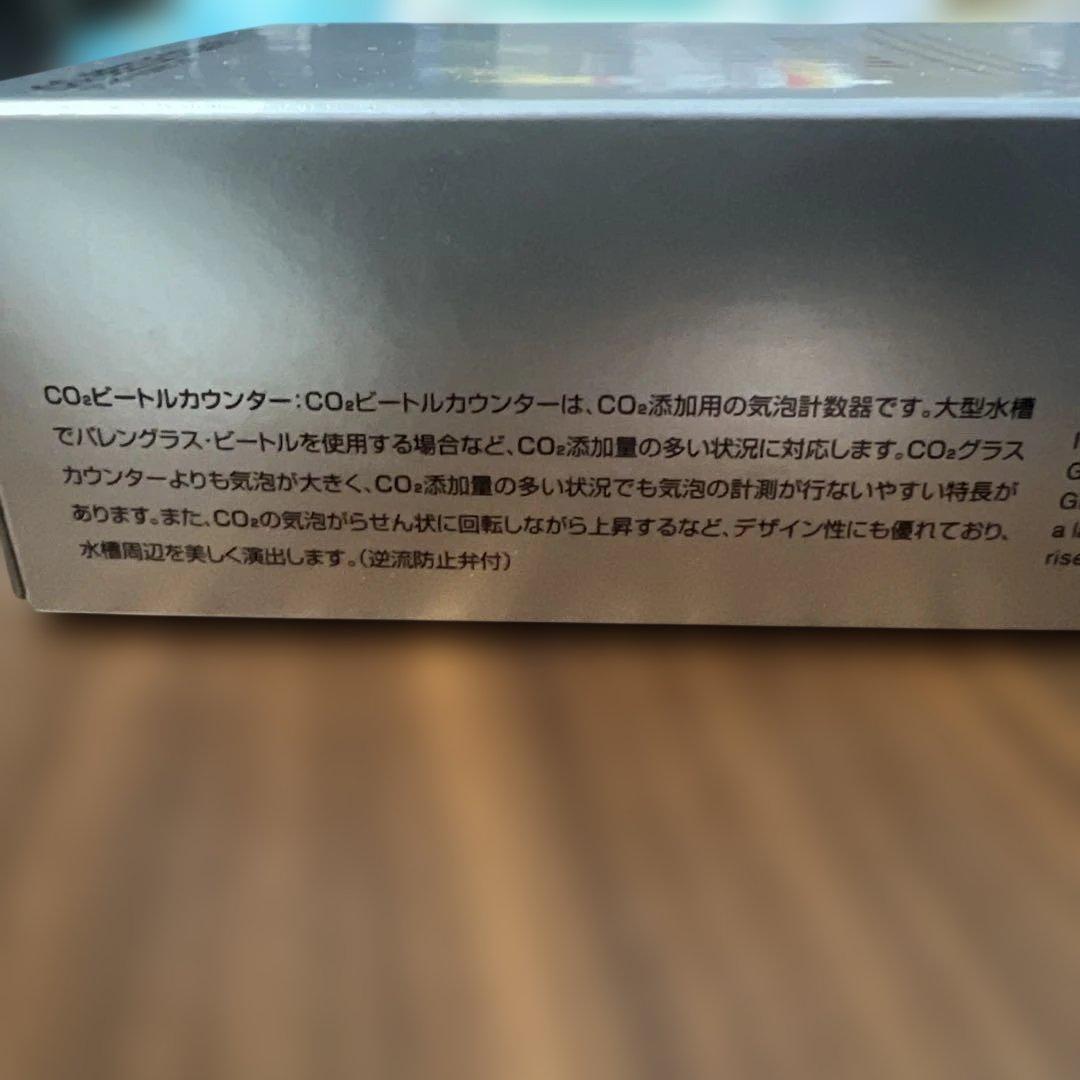 CO₂ビートルカウンター：CO₂ビートルカウンターは、CO₂添加用の気泡計数器です。大型水槽
でパレングラス・ビートルを使用する場合など、CO₂添加量の多い状況に対応します。CO₂グラス
カウンターよりも気泡が大きく、CO₂添加量の多い状況でも気泡の計測が行ないやすい特長が
あります。また、CO₂の気泡がらせん状に回転しながら上昇するなど、デザイン性にも優れており、
水槽周辺を美しく演出します。（逆流防止弁付）
a
rise